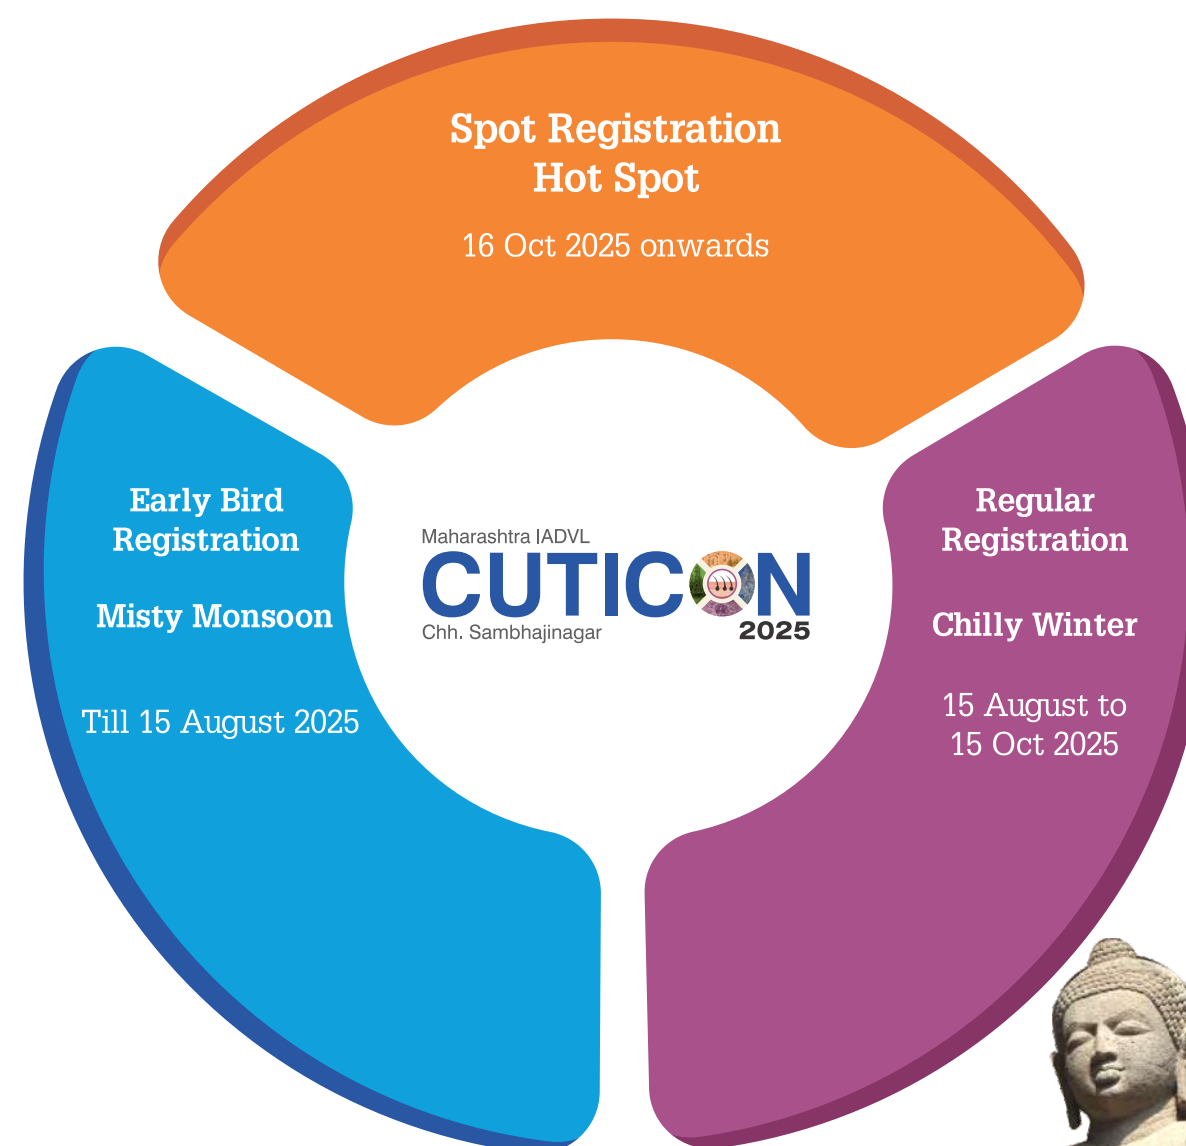 Spot Registration
Hot Spot
16 Oct 2025 onwards
Early Bird
Registration
Misty Monsoon
Till 15 August 2025
Maharashtra IADVL
CUTICON
Chh. Sambhajinagar
2025
Regular
Registration
Chilly Winter
15 August to
15 Oct 2025